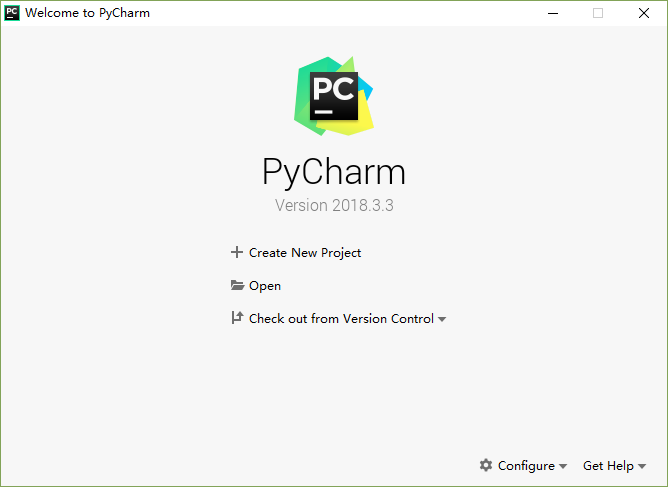 PC
Welcome to PyCharm
PC
PyCharm
Version 2018.3.3
Create New Project
Open
Check out from Version Control
Configure
Get Help